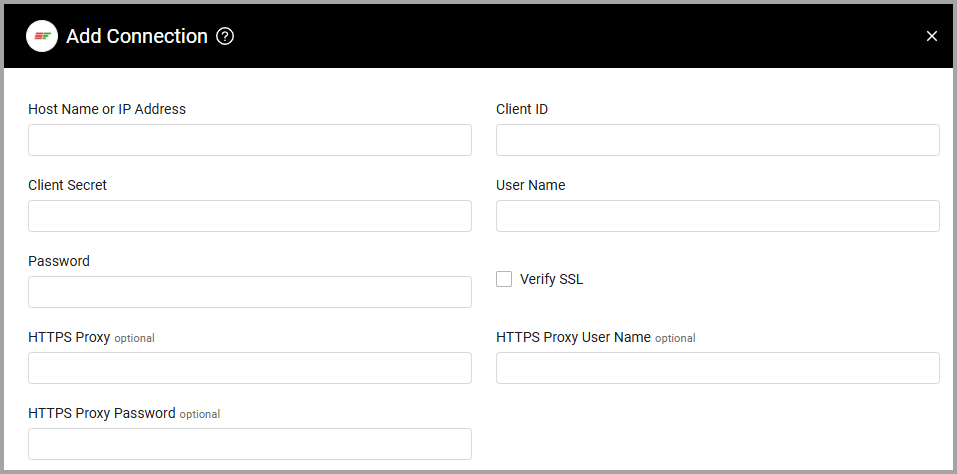 Add Connection ?
Host Name or IP Address
Client ID
Client Secret
User Name
Password
Verify SSL
HTTPS Proxy optional
HTTPS Proxy User Name optional
HTTPS Proxy Password optional